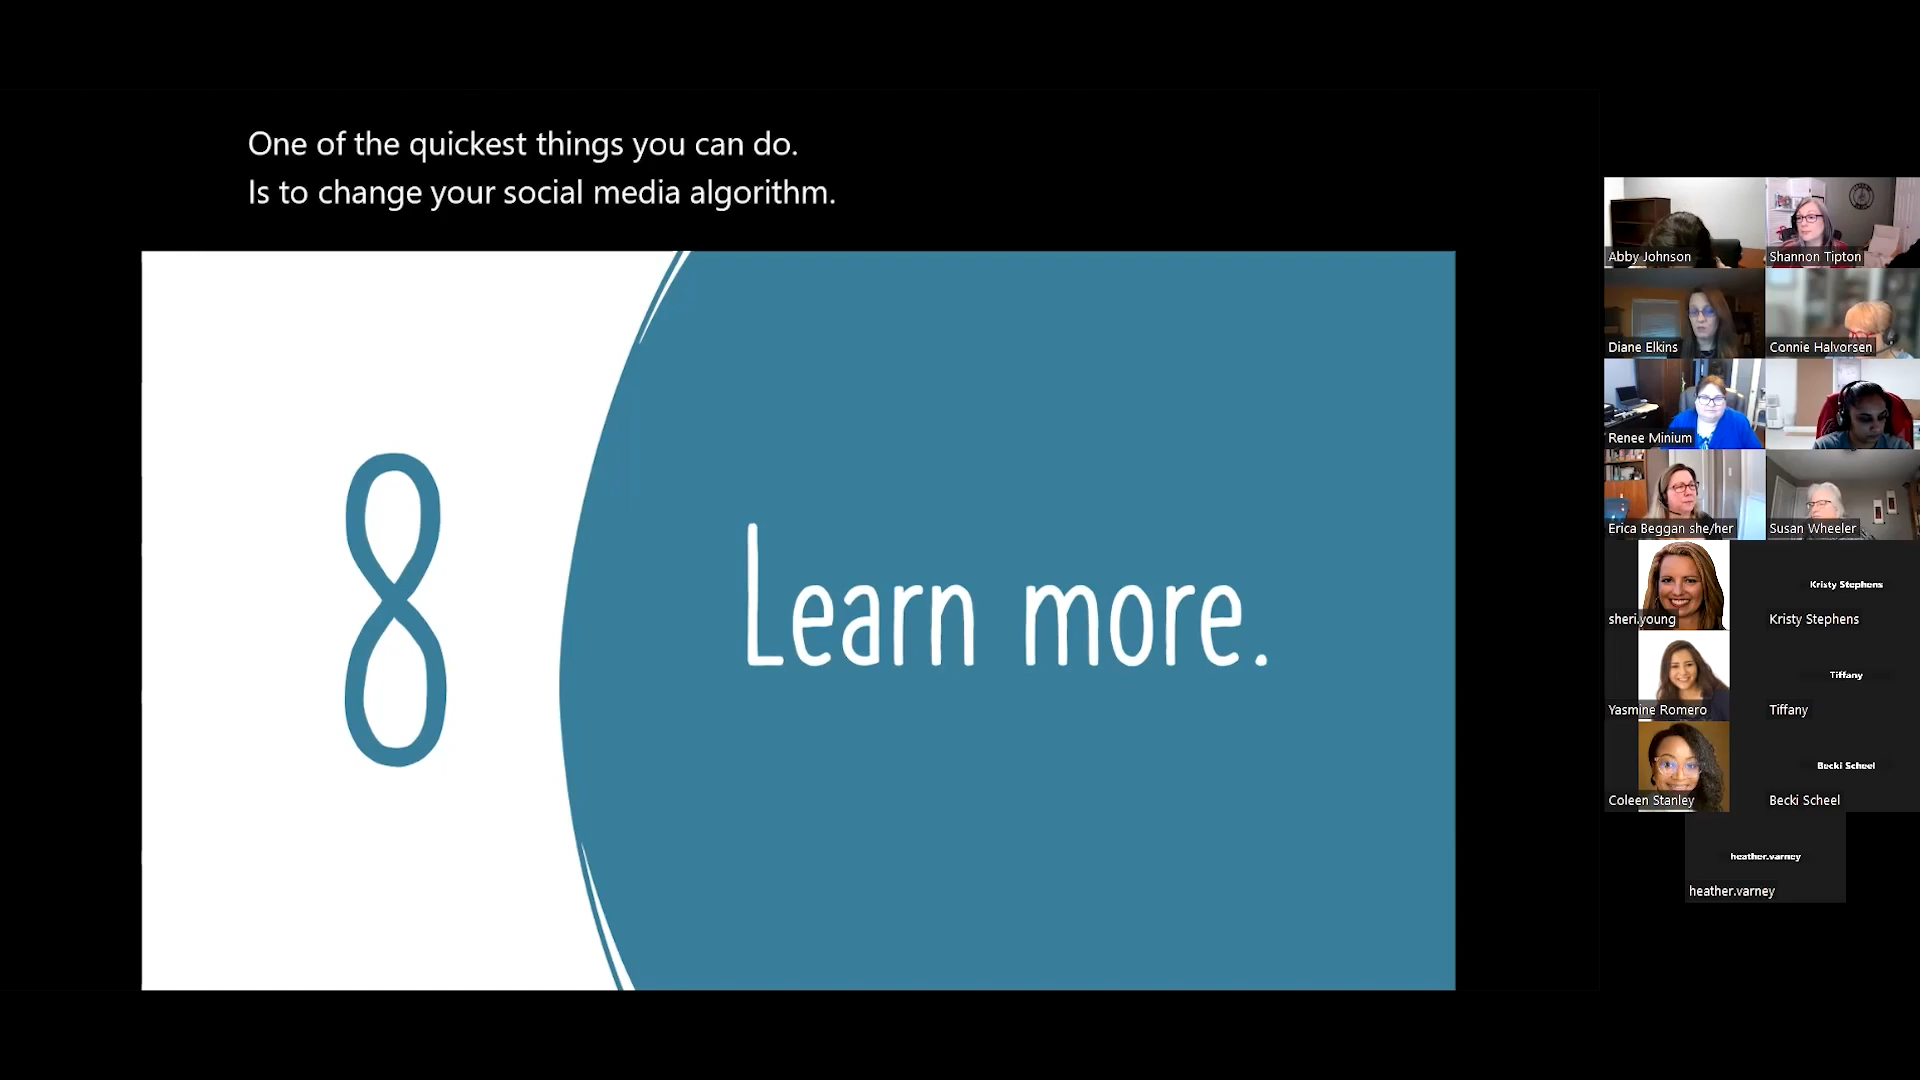 One of the quickest things you can do.
Is to change your social media algorithm.
8
Learn more.
Abby Johnson
Shannon Tipton
Diane Elkins
Connie Halvorsen
Renee Minium
Erica Beggan she/her
Susan Wheeler
sheri.young
Kristy Stephens
Kristy Stephens
Yasmine Romero
Tiffany
Tiffany
Coleen Stanley
Becki Scheel
Becki Scheel
heather.varney
heather.varney